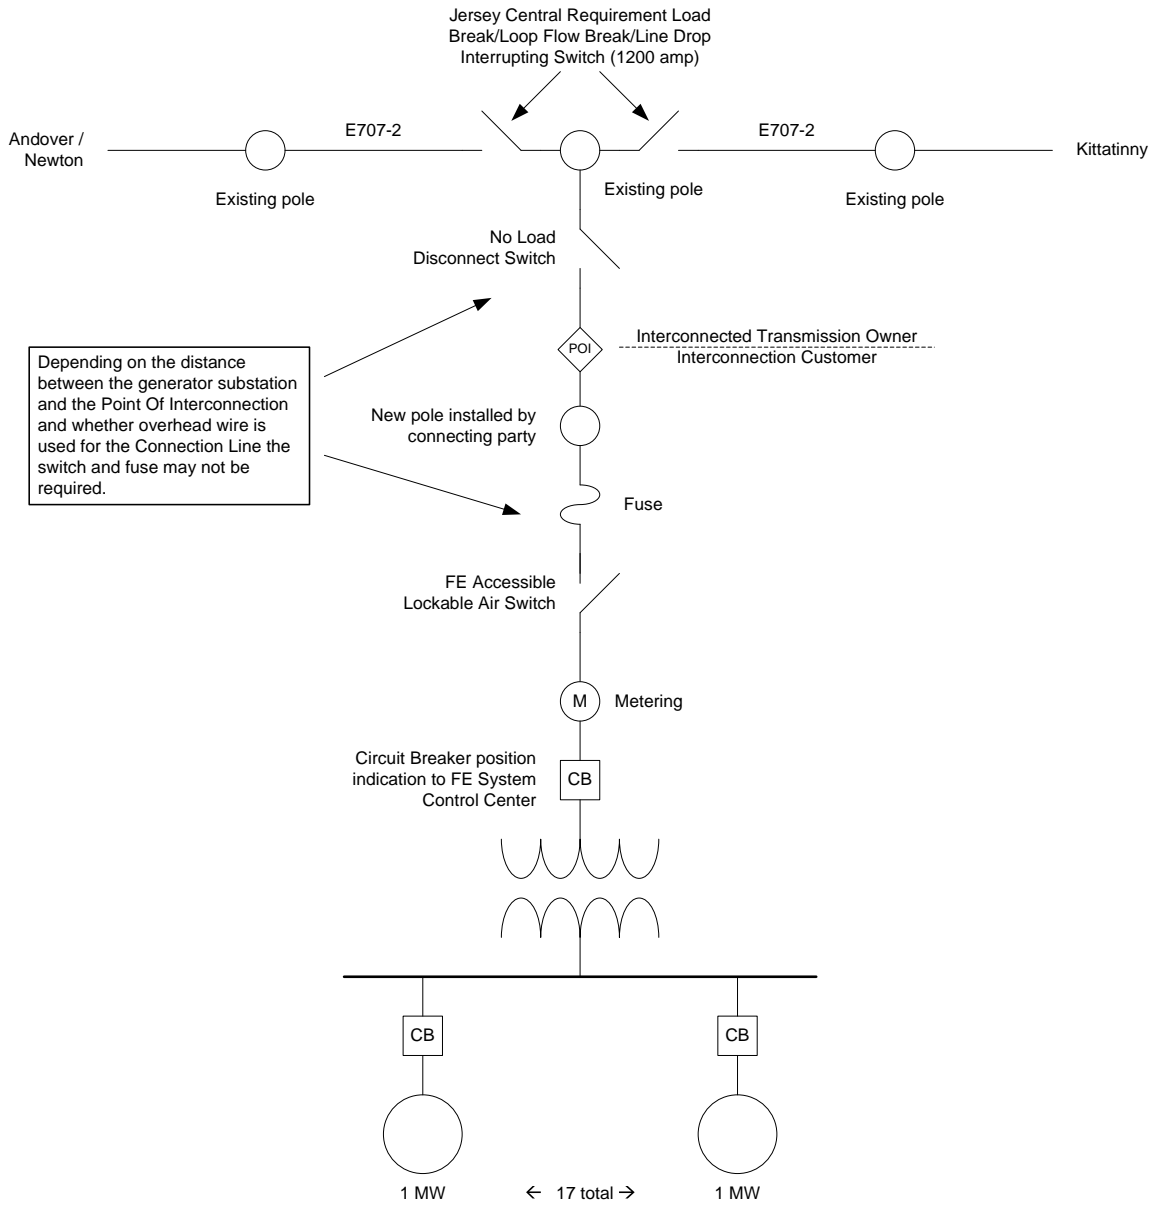 Jersey Central Requirement Load
Break/Loop Flow Break/Line Drop
Interrupting Switch (1200 amp)
Andover /
Newton
E707-2
E707-2
Kittatinny
Existing pole
Existing pole
Existing pole
No Load
Disconnect Switch
POI
Interconnected Transmission Owner
Interconnection Customer
Depending on the distance
between the generator substation
and the Point Of Interconnection
and whether overhead wire is
used for the Connection Line the
switch and fuse may not be
required.
New pole installed by
connecting party
Fuse
FE Accessible
Lockable Air Switch
M
Metering
Circuit Breaker position
indication to FE System
Control Center
CB
CB
CB
1 MW
← 17 total →
1 MW